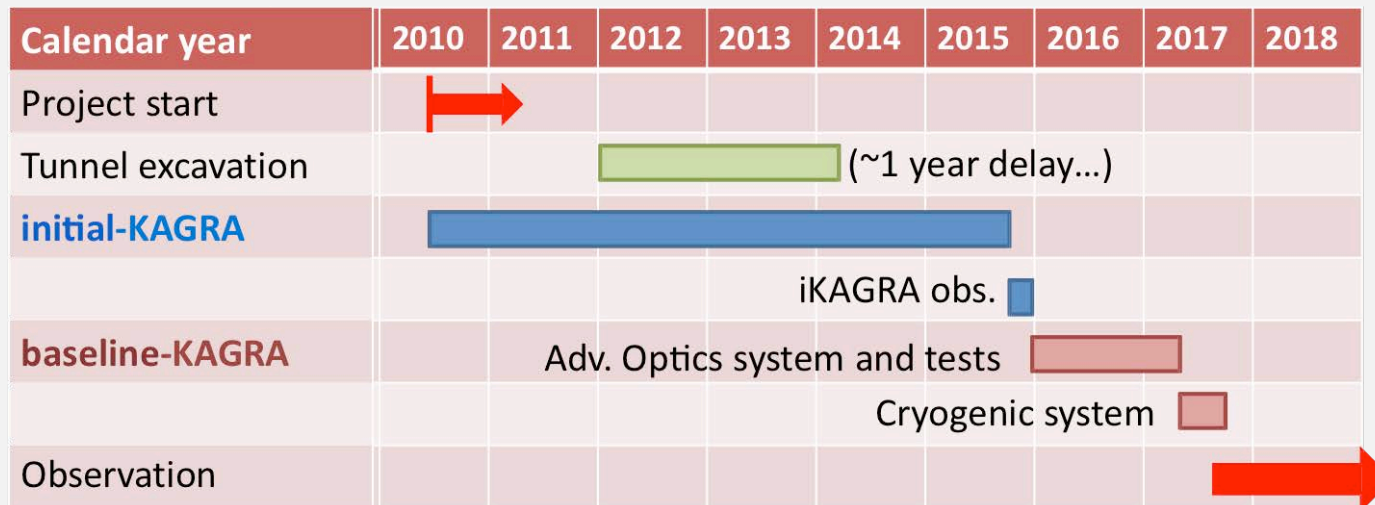 Calendar year 2010 2011 2012 2013 2014 2015 2016 2017 2018
Project start
Tunnel excavation (~1 year delay...)
initial-KAGRA
iKAGRA obs.
baseline-KAGRA Adv. Optics system and tests
Cryogenic system
Observation